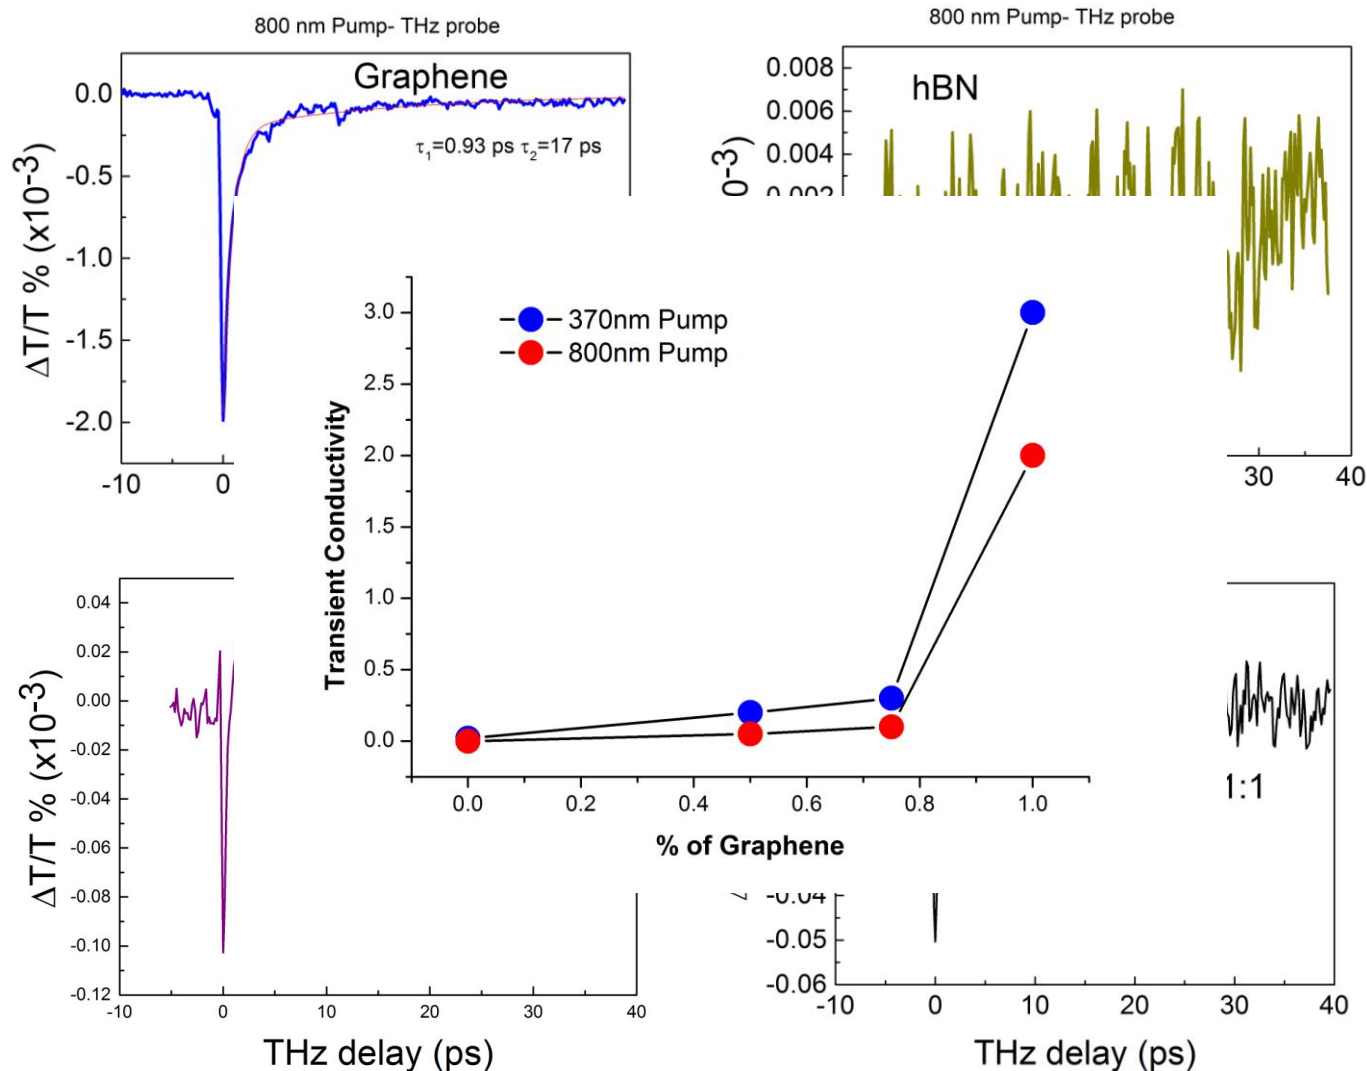 800 nm Pump- THz probe
Graphene
τ1=0.93 ps τ2=17 ps
ΔT/T % (x10-3)
0.0
-0.5
-1.0
-1.5
-2.0
-10 0
800 nm Pump- THz probe
hBN
0-3)
0.008
0.006
0.004
0.002
30 40
370nm Pump
800nm Pump
Transient Conductivity
3.0
2.5
2.0
1.5
1.0
0.5
0.0
0.0 0.2 0.4 0.6 0.8 1.0
% of Graphene
ΔT/T % (x10-3)
0.04
0.02
0.00
-0.02
-0.04
-0.06
-0.08
-0.10
-0.12
-10 0 10 20 30 40
THz delay (ps)
1:1
-0.04
-0.05
-0.06
-10 0 10 20 30 40
THz delay (ps)